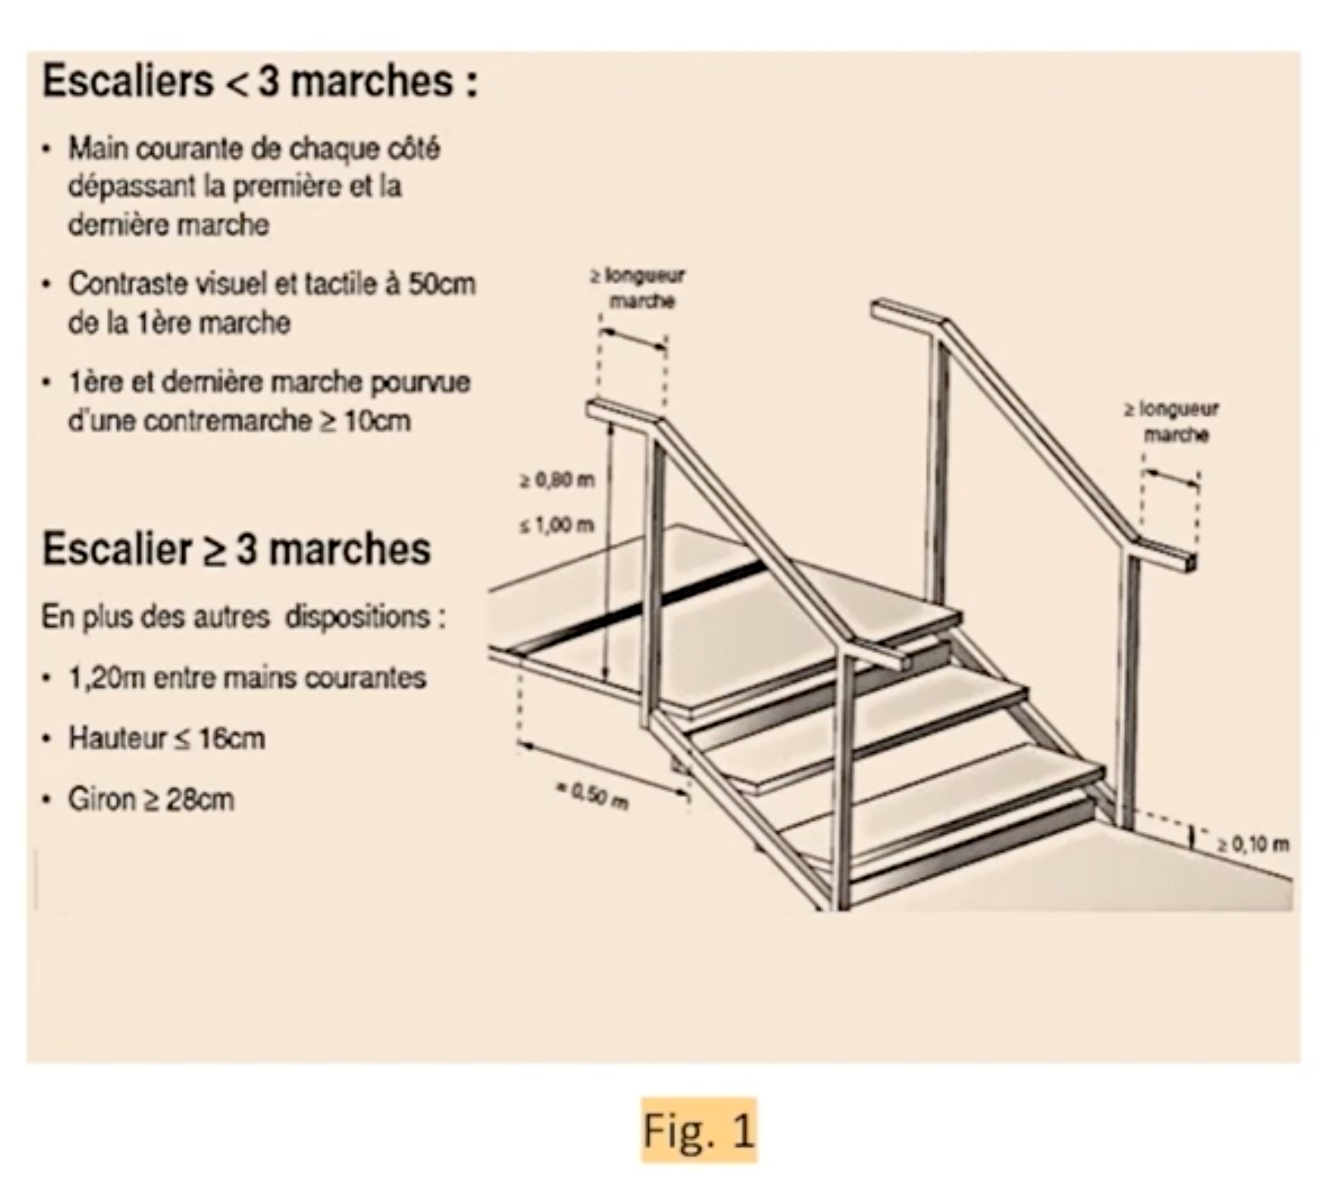 Escaliers < 3 marches :
• Main courante de chaque côté
dépassant la première et la
dernière marche
• Contraste visuel et tactile à 50cm
de la 1ère marche
• 1ère et dernière marche pourvue
d'une contremarche ≥ 10cm
Escalier ≥ 3 marches
En plus des autres dispositions :
• 1,20m entre mains courantes
• Hauteur ≤ 16cm
• Giron ≥ 28cm
≥ longueur
marche
≥ longueur
marche
≥ 0,80 m
≤ 1,00 m
= 0,50 m
≥ 0,10 m
Fig. 1